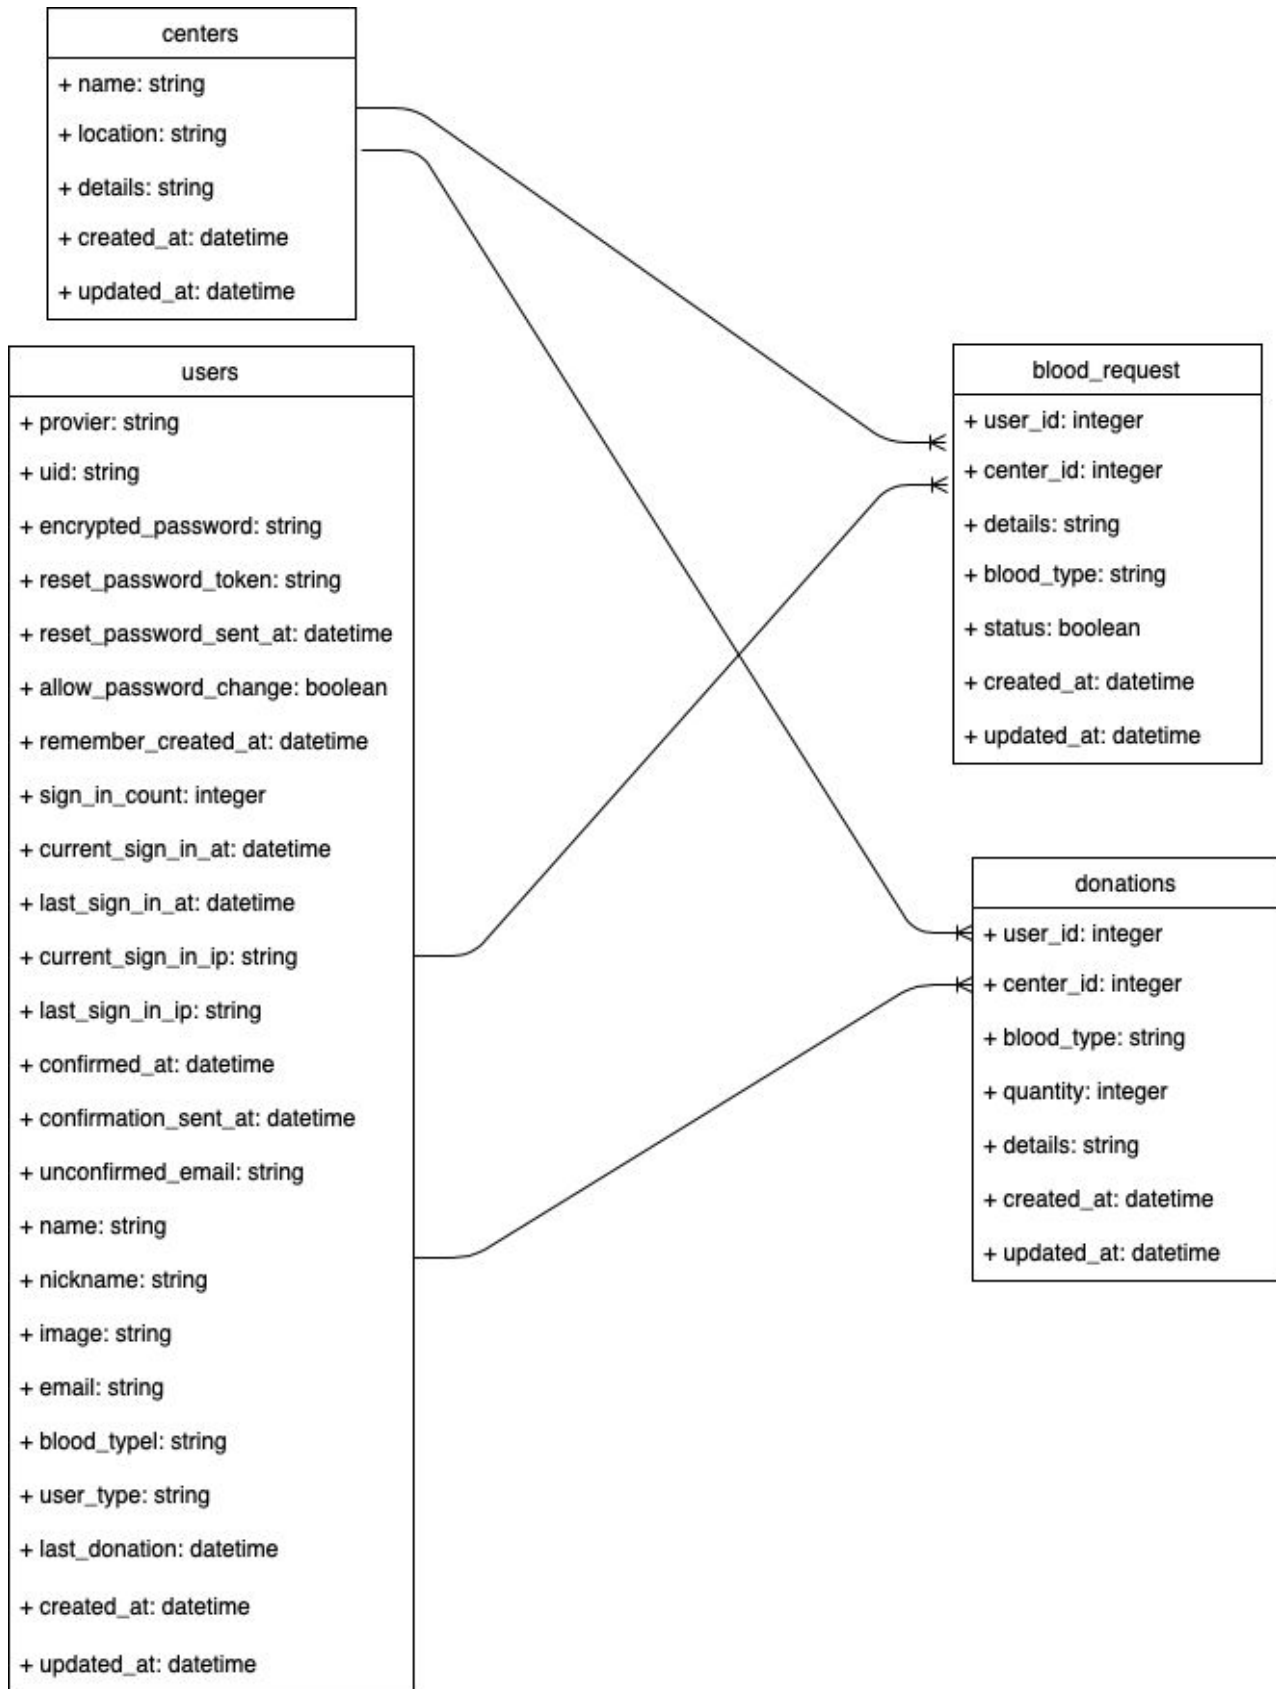 centers
+ name: string
+ location: string
+ details: string
+ created_at: datetime
+ updated_at: datetime
users
+ provier: string
+ uid: string
+ encrypted_password: string
+ reset_password_token: string
+ reset_password_sent_at: datetime
+ allow_password_change: boolean
+ remember_created_at: datetime
+ sign_in_count: integer
+ current_sign_in_at: datetime
+ last_sign_in_at: datetime
+ current_sign_in_ip: string
+ last_sign_in_ip: string
+ confirmed_at: datetime
+ confirmation_sent_at: datetime
+ unconfirmed_email: string
+ name: string
+ nickname: string
+ image: string
+ email: string
+ blood_typel: string
+ user_type: string
+ last_donation: datetime
+ created_at: datetime
+ updated_at: datetime
blood_request
+ user_id: integer
+ center_id: integer
+ details: string
+ blood_type: string
+ status: boolean
+ created_at: datetime
+ updated_at: datetime
donations
+ user_id: integer
+ center_id: integer
+ blood_type: string
+ quantity: integer
+ details: string
+ created_at: datetime
+ updated_at: datetime